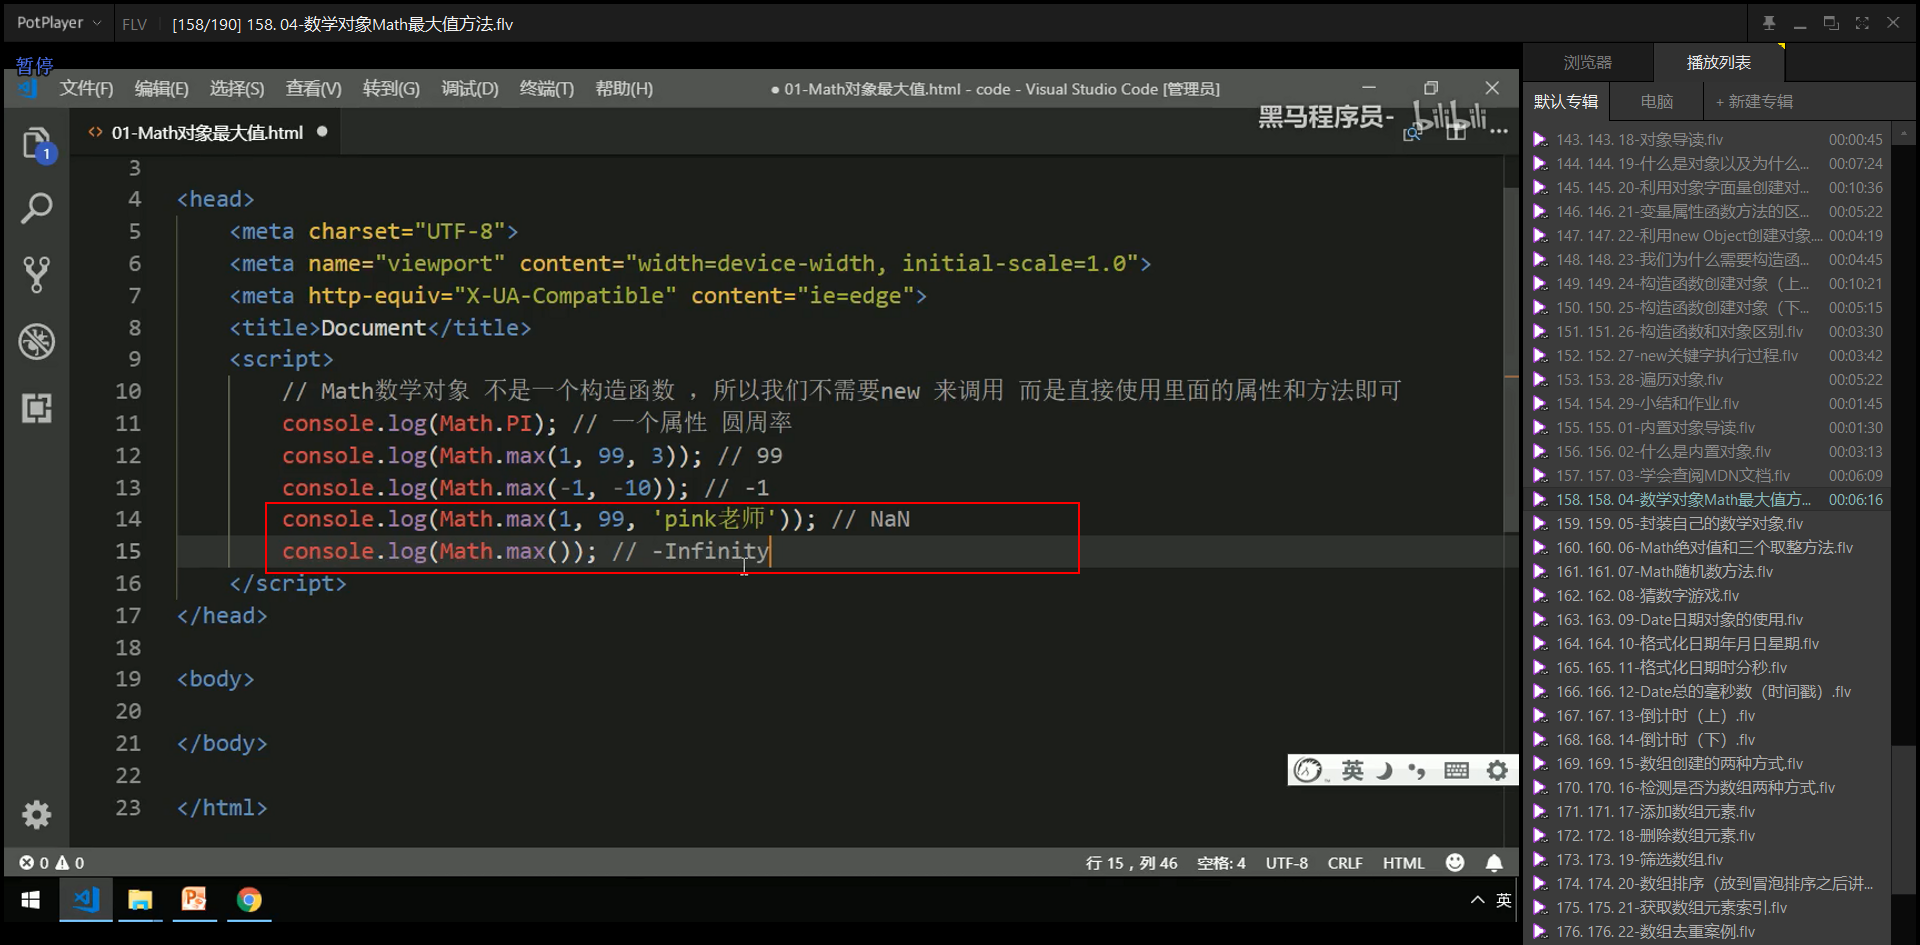 PotPlayer FLV [158/190] 158. 04-数学对象Math最大值方法.flv
暂停
文件(F) 编辑(E) 选择(S) 查看(V) 转到(G) 调试(D) 终端(T) 帮助(H) ● 01-Math对象最大值.html - code - Visual Studio Code [管理员]
黑马程序员- bilibili
1
<> 01-Math对象最大值.html ●
3
4 <head>
5 <meta charset="UTF-8">
6 <meta name="viewport" content="width=device-width, initial-scale=1.0">
7 <meta http-equiv="X-UA-Compatible" content="ie=edge">
8 <title>Document</title>
9 <script>
10 // Math数学对象 不是一个构造函数 ，所以我们不需要new 来调用 而是直接使用里面的属性和方法即可
11 console.log(Math.PI); // 一个属性 圆周率
12 console.log(Math.max(1, 99, 3)); // 99
13 console.log(Math.max(-1, -10)); // -1
14 console.log(Math.max(1, 99, 'pink老师')); // NaN
15 console.log(Math.max()); // -Infinity
16 </script>
17 </head>
18
19 <body>
20
21 </body>
22
23 </html>
英
0 0 行 15，列 46 空格: 4 UTF-8 CRLF HTML
英
浏览器 播放列表
默认专辑 电脑 + 新建专辑
143. 143. 18-对象导读.flv 00:00:45
144. 144. 19-什么是对象以及为什么... 00:07:24
145. 145. 20-利用对象字面量创建对... 00:10:36
146. 146. 21-变量属性函数方法的区... 00:05:22
147. 147. 22-利用new Object创建对象.... 00:04:19
148. 148. 23-我们为什么需要构造函... 00:04:45
149. 149. 24-构造函数创建对象（上... 00:10:21
150. 150. 25-构造函数创建对象（下... 00:05:15
151. 151. 26-构造函数和对象区别.flv 00:03:30
152. 152. 27-new关键字执行过程.flv 00:03:42
153. 153. 28-遍历对象.flv 00:05:22
154. 154. 29-小结和作业.flv 00:01:45
155. 155. 01-内置对象导读.flv 00:01:30
156. 156. 02-什么是内置对象.flv 00:03:13
157. 157. 03-学会查阅MDN文档.flv 00:06:09
158. 158. 04-数学对象Math最大值方... 00:06:16
159. 159. 05-封装自己的数学对象.flv
160. 160. 06-Math绝对值和三个取整方法.flv
161. 161. 07-Math随机数方法.flv
162. 162. 08-猜数字游戏.flv
163. 163. 09-Date日期对象的使用.flv
164. 164. 10-格式化日期年月日星期.flv
165. 165. 11-格式化日期时分秒.flv
166. 166. 12-Date总的毫秒数（时间戳）.flv
167. 167. 13-倒计时（上）.flv
168. 168. 14-倒计时（下）.flv
169. 169. 15-数组创建的两种方式.flv
170. 170. 16-检测是否为数组两种方式.flv
171. 171. 17-添加数组元素.flv
172. 172. 18-删除数组元素.flv
173. 173. 19-筛选数组.flv
174. 174. 20-数组排序（放到冒泡排序之后讲...
175. 175. 21-获取数组元素索引.flv
176. 176. 22-数组去重案例.flv